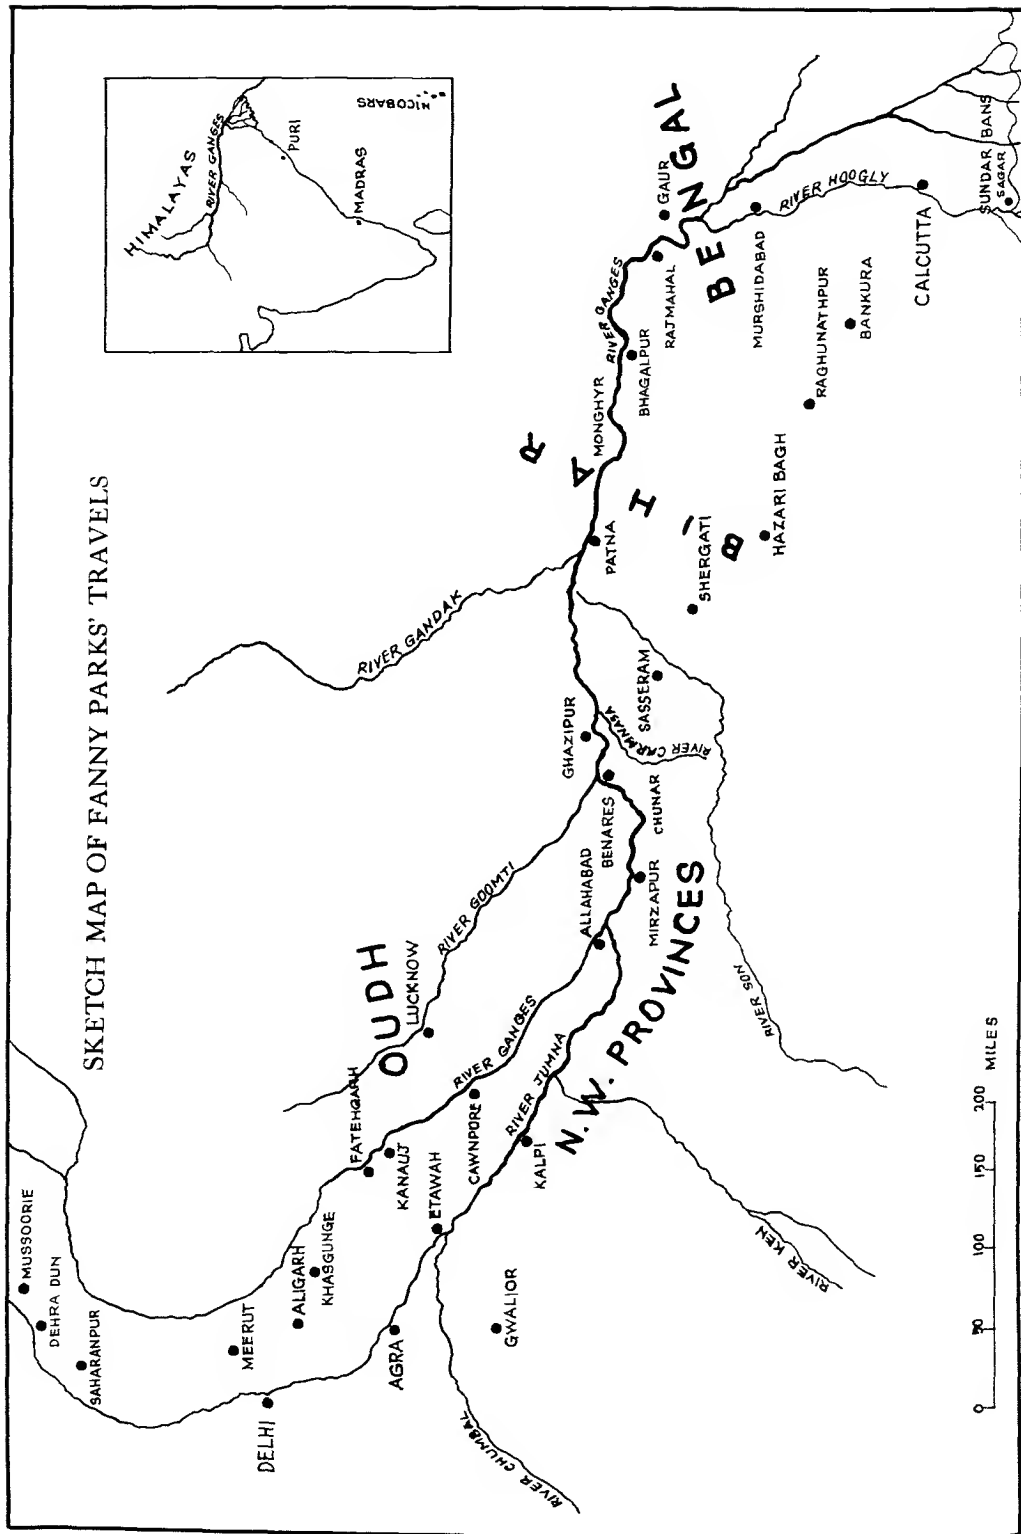 SKETCH MAP OF FANNY PARKS' TRAVELS
HIMALAYAS
RIVER GANGES
PURI
MADRAS
NICOBARS
MUSSOORIE
DEHRA DUN
SAHARANPUR
MEERUT
DELHI
ALIGARH
KHASGUNGE
AGRA
FATEHGARH
KANAUJ
ETAWAH
GWALIOR
RIVER CHUMBAL
OUDH
LUCKNOW
RIVER GOOMTI
CAWNPORE
RIVER GANGES
RIVER JUMNA
KALPI
N.W. PROVINCES
RIVER KEN
ALLAHABAD
MIRZAPUR
BENARES
CHUNAR
GHAZIPUR
RIVER CARMNASA
RIVER CARMNASA
SASSERAM
RIVER SON
RIVER GANDAK
PATNA
SHERGATI
HAZARI BAGH
BIHAR
MONGHYR
BHAGALPUR
RIVER GANGES
RAJMAHAL
GAUR
BENGAL
MURSHIDABAD
RAGHUNATHPUR
BANKURA
RIVER HOOGLY
CALCUTTA
SUNDAR BANS
SAGAR
0 50 100 150 200 MILES